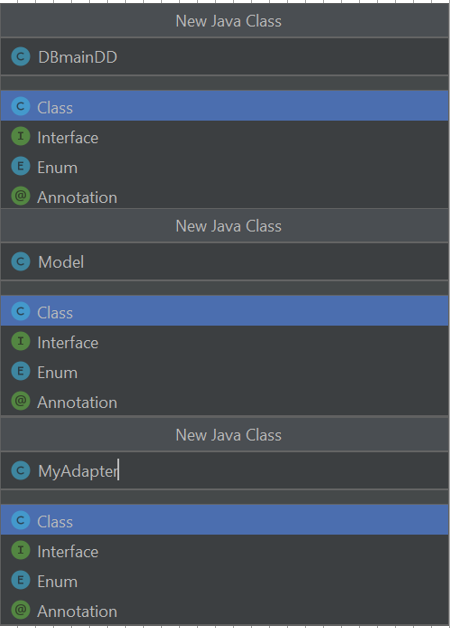 New Java Class
C DBmainDD
C Class
I Interface
E Enum
@ Annotation
New Java Class
C Model
C Class
I Interface
E Enum
@ Annotation
New Java Class
C MyAdapter
C Class
I Interface
E Enum
@ Annotation